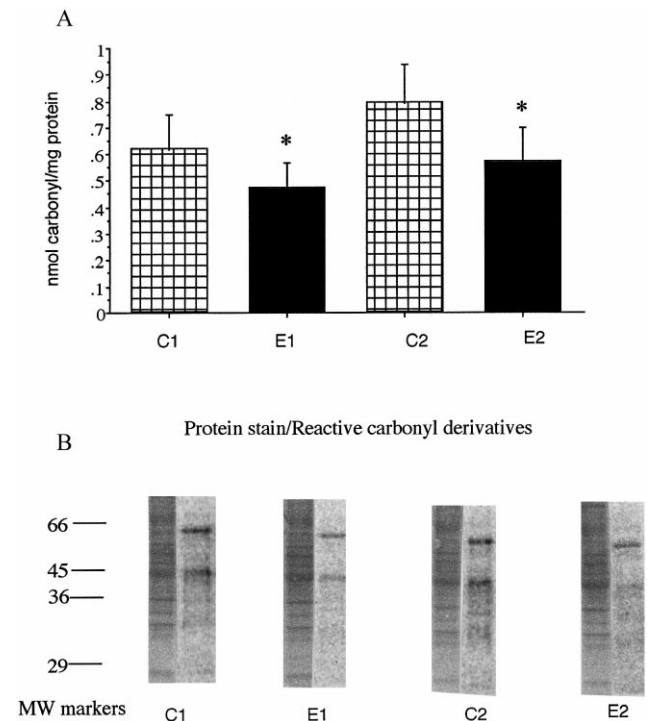 A
nmol carbonyl/mg protein
1
.9
.8
.7
.6
.5
.4
.3
.2
.1
0
*
*
C1 E1 C2 E2
B
Protein stain/Reactive carbonyl derivatives
66
45
36
29
MW markers C1 E1 C2 E2